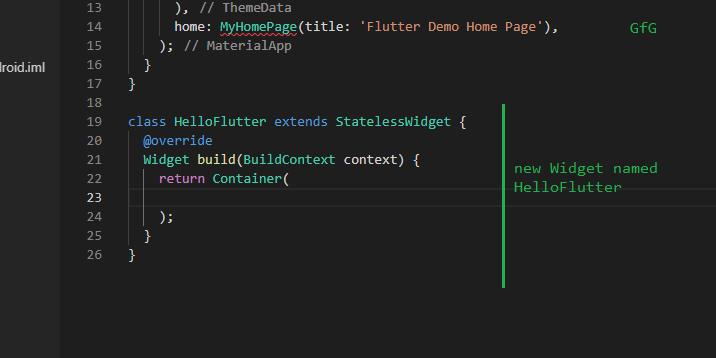 13 ), // ThemeData
14 home: MyHomePage(title: 'Flutter Demo Home Page'),
GfG
15 ); // MaterialApp
droid.iml
16 }
17 }
18
19 class HelloFlutter extends StatelessWidget {
20 @override
21 Widget build(BuildContext context) {
22 return Container(
23
24 );
25 }
26 }
new Widget named
HelloFlutter